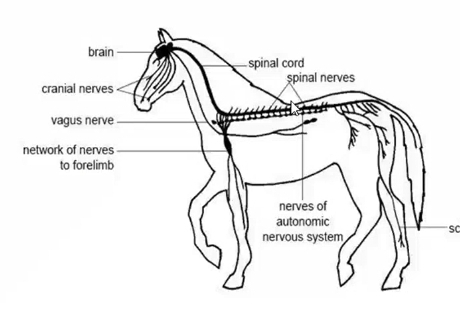 brain
spinal cord
spinal nerves
cranial nerves
vagus nerve
network of nerves
to forelimb
nerves of
autonomic
nervous system